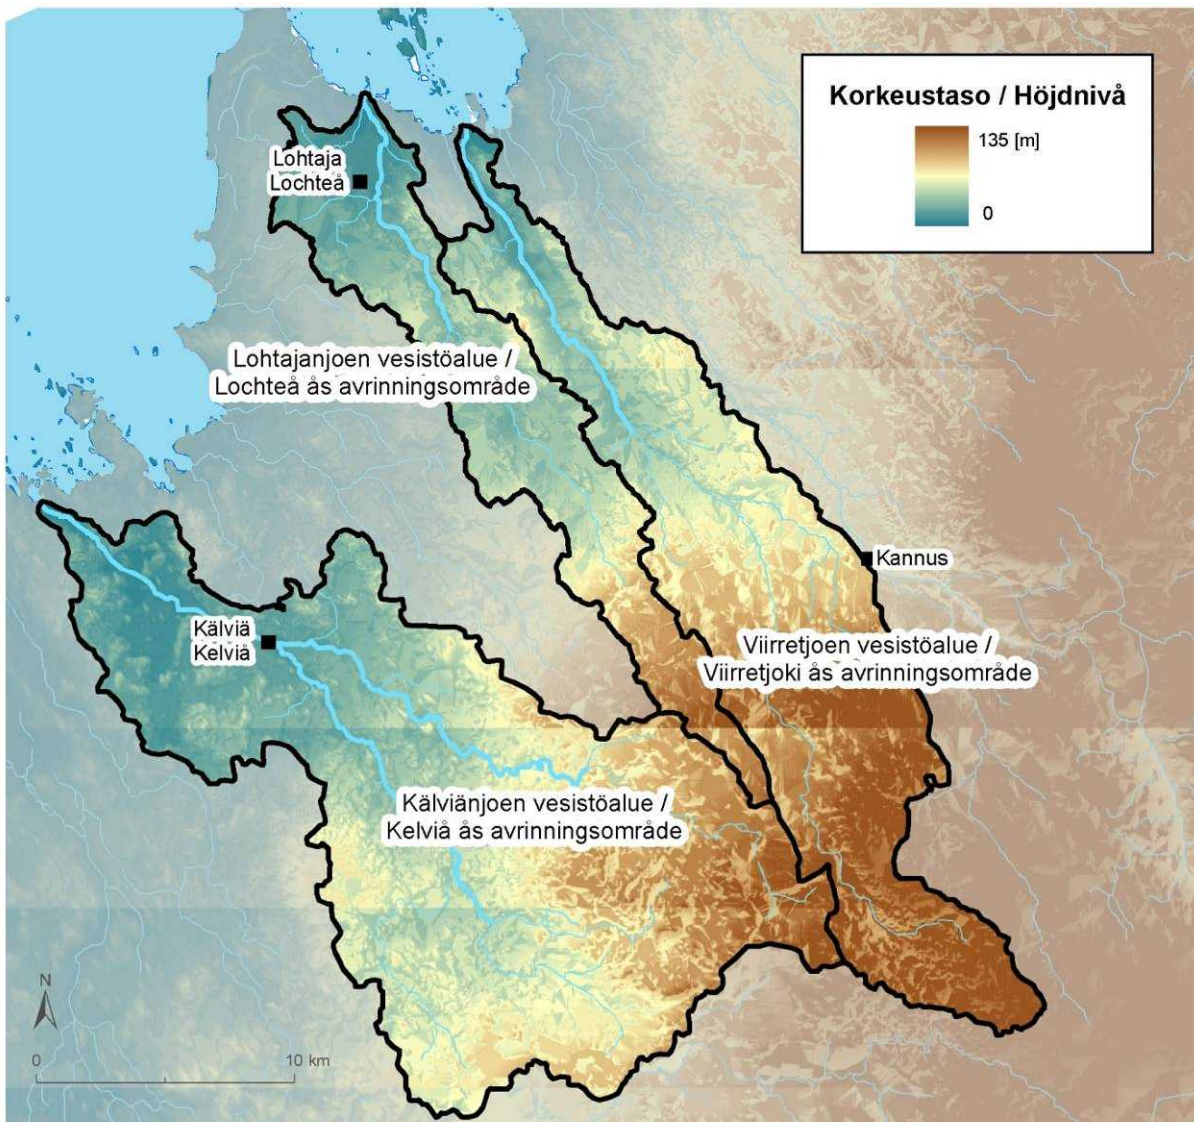 Korkeustaso / Höjdnivå
135 [m]
0
Lohtaja
Lochteå
Lohtajanjoen vesistöalue /
Lochteå ås avrinningsområde
Kannus
Kälviä
Kelviå
Viirretjoen vesistöalue /
Viirretjoki ås avrinningsområde
Kälviänjoen vesistöalue /
Kelviå ås avrinningsområde
N
0
10 km